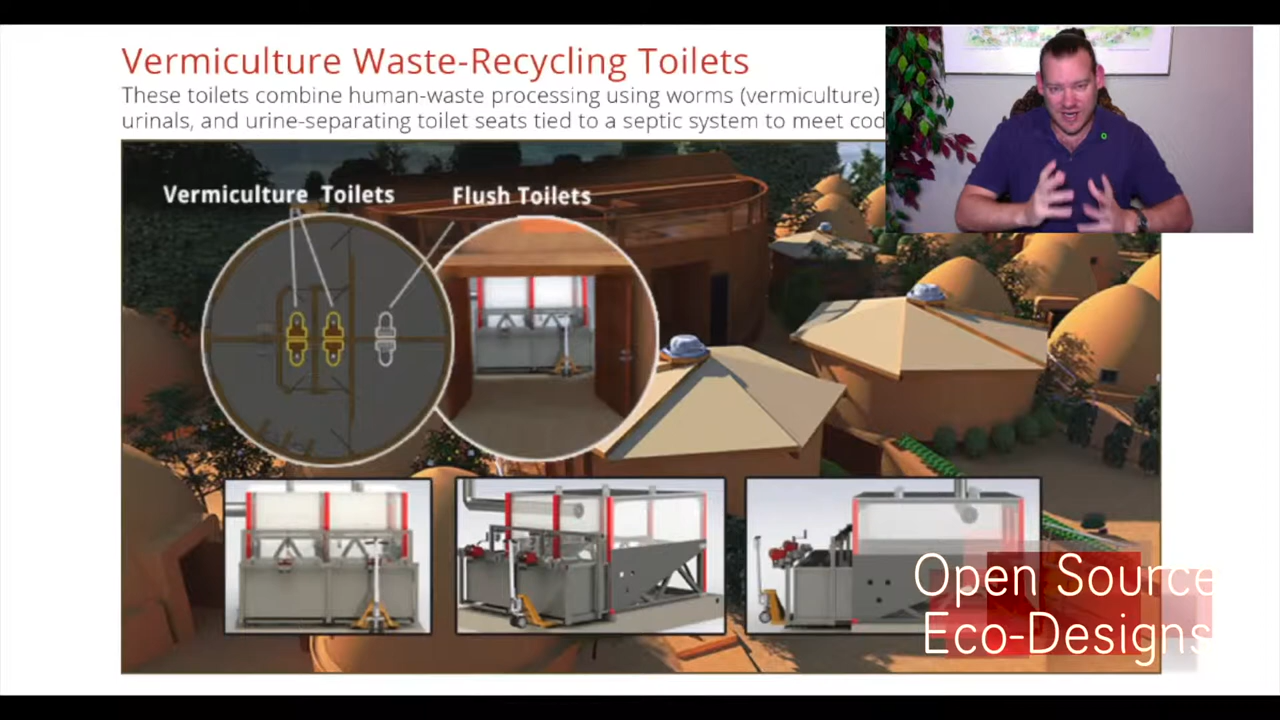 Vermiculture Waste-Recycling Toilets
These toilets combine human-waste processing using worms (vermiculture)
urinals, and urine-separating toilet seats tied to a septic system to meet cod
Vermiculture Toilets
Flush Toilets
Open Source
Eco-Designs